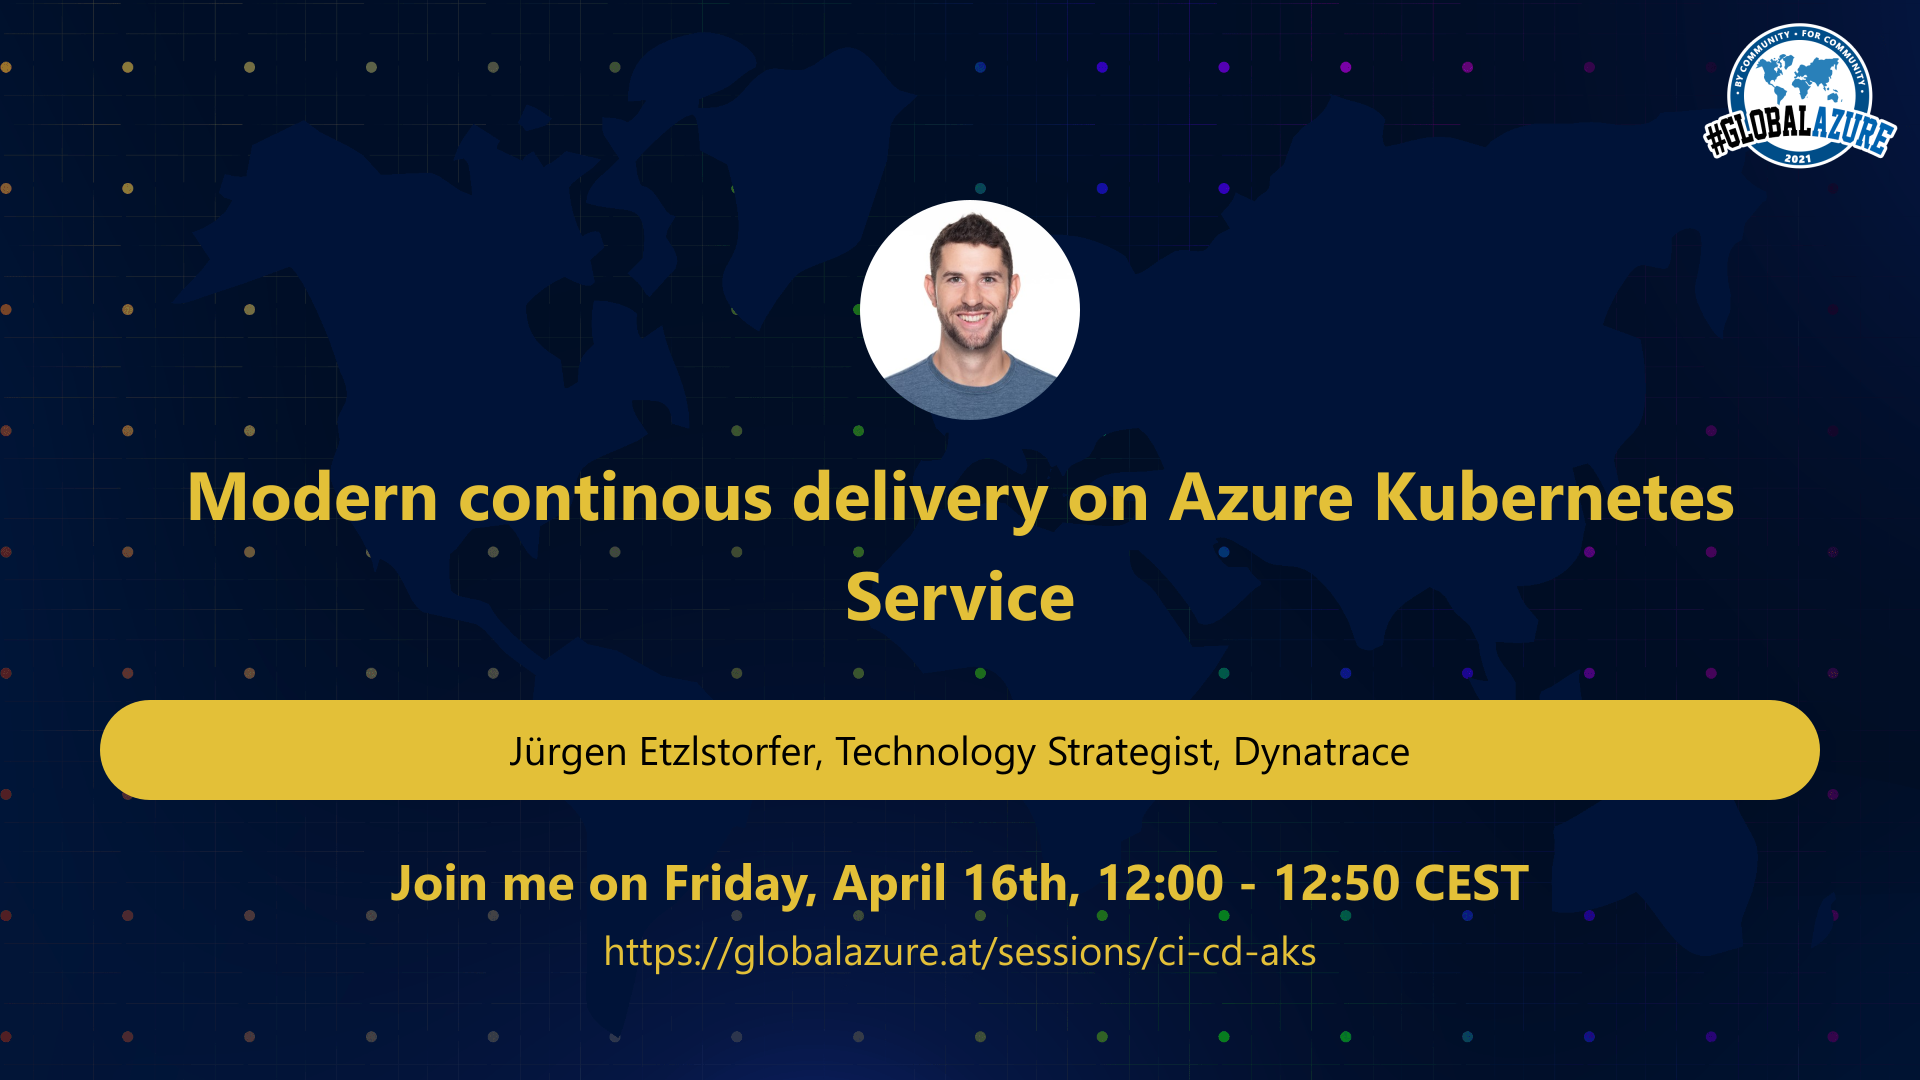 • BY COMMUNITY • FOR COMMUNITY •
#GLOBALAZURE
2021
Modern continous delivery on Azure Kubernetes
Service
Jürgen Etzlstorfer, Technology Strategist, Dynatrace
Join me on Friday, April 16th, 12:00 - 12:50 CEST
https://globalazure.at/sessions/ci-cd-aks